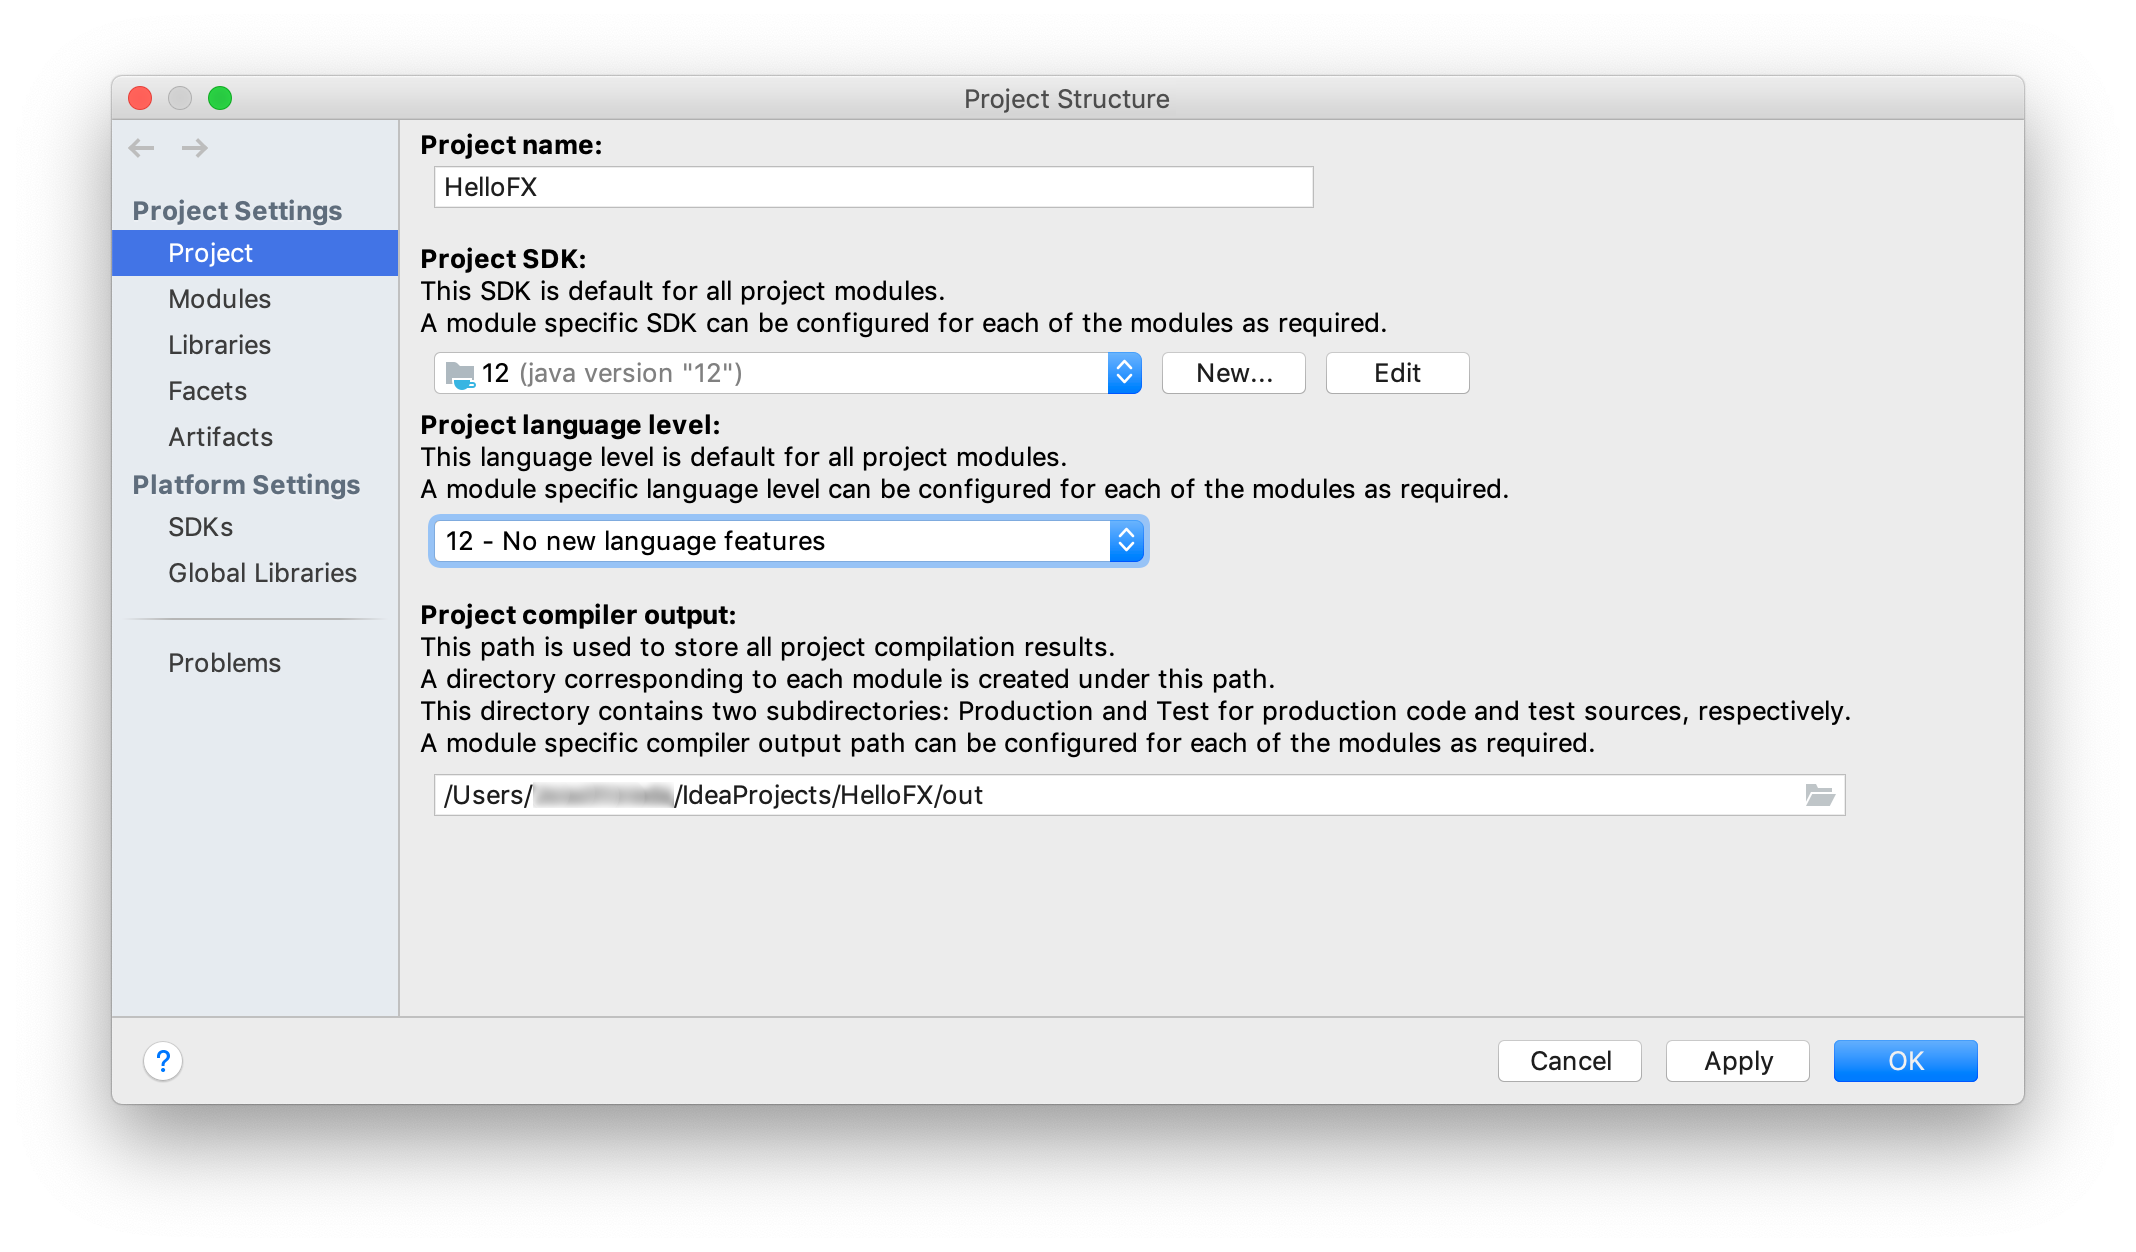 Project Structure
Project Settings
Project
Modules
Libraries
Facets
Artifacts
Platform Settings
SDKs
Global Libraries
Problems
Project name:
HelloFX
Project SDK:
This SDK is default for all project modules.
A module specific SDK can be configured for each of the modules as required.
12 (java version "12")
New...
Edit
Project language level:
This language level is default for all project modules.
A module specific language level can be configured for each of the modules as required.
12 - No new language features
Project compiler output:
This path is used to store all project compilation results.
A directory corresponding to each module is created under this path.
This directory contains two subdirectories: Production and Test for production code and test sources, respectively.
A module specific compiler output path can be configured for each of the modules as required.
/Users/ /IdeaProjects/HelloFX/out
?
Cancel
Apply
OK